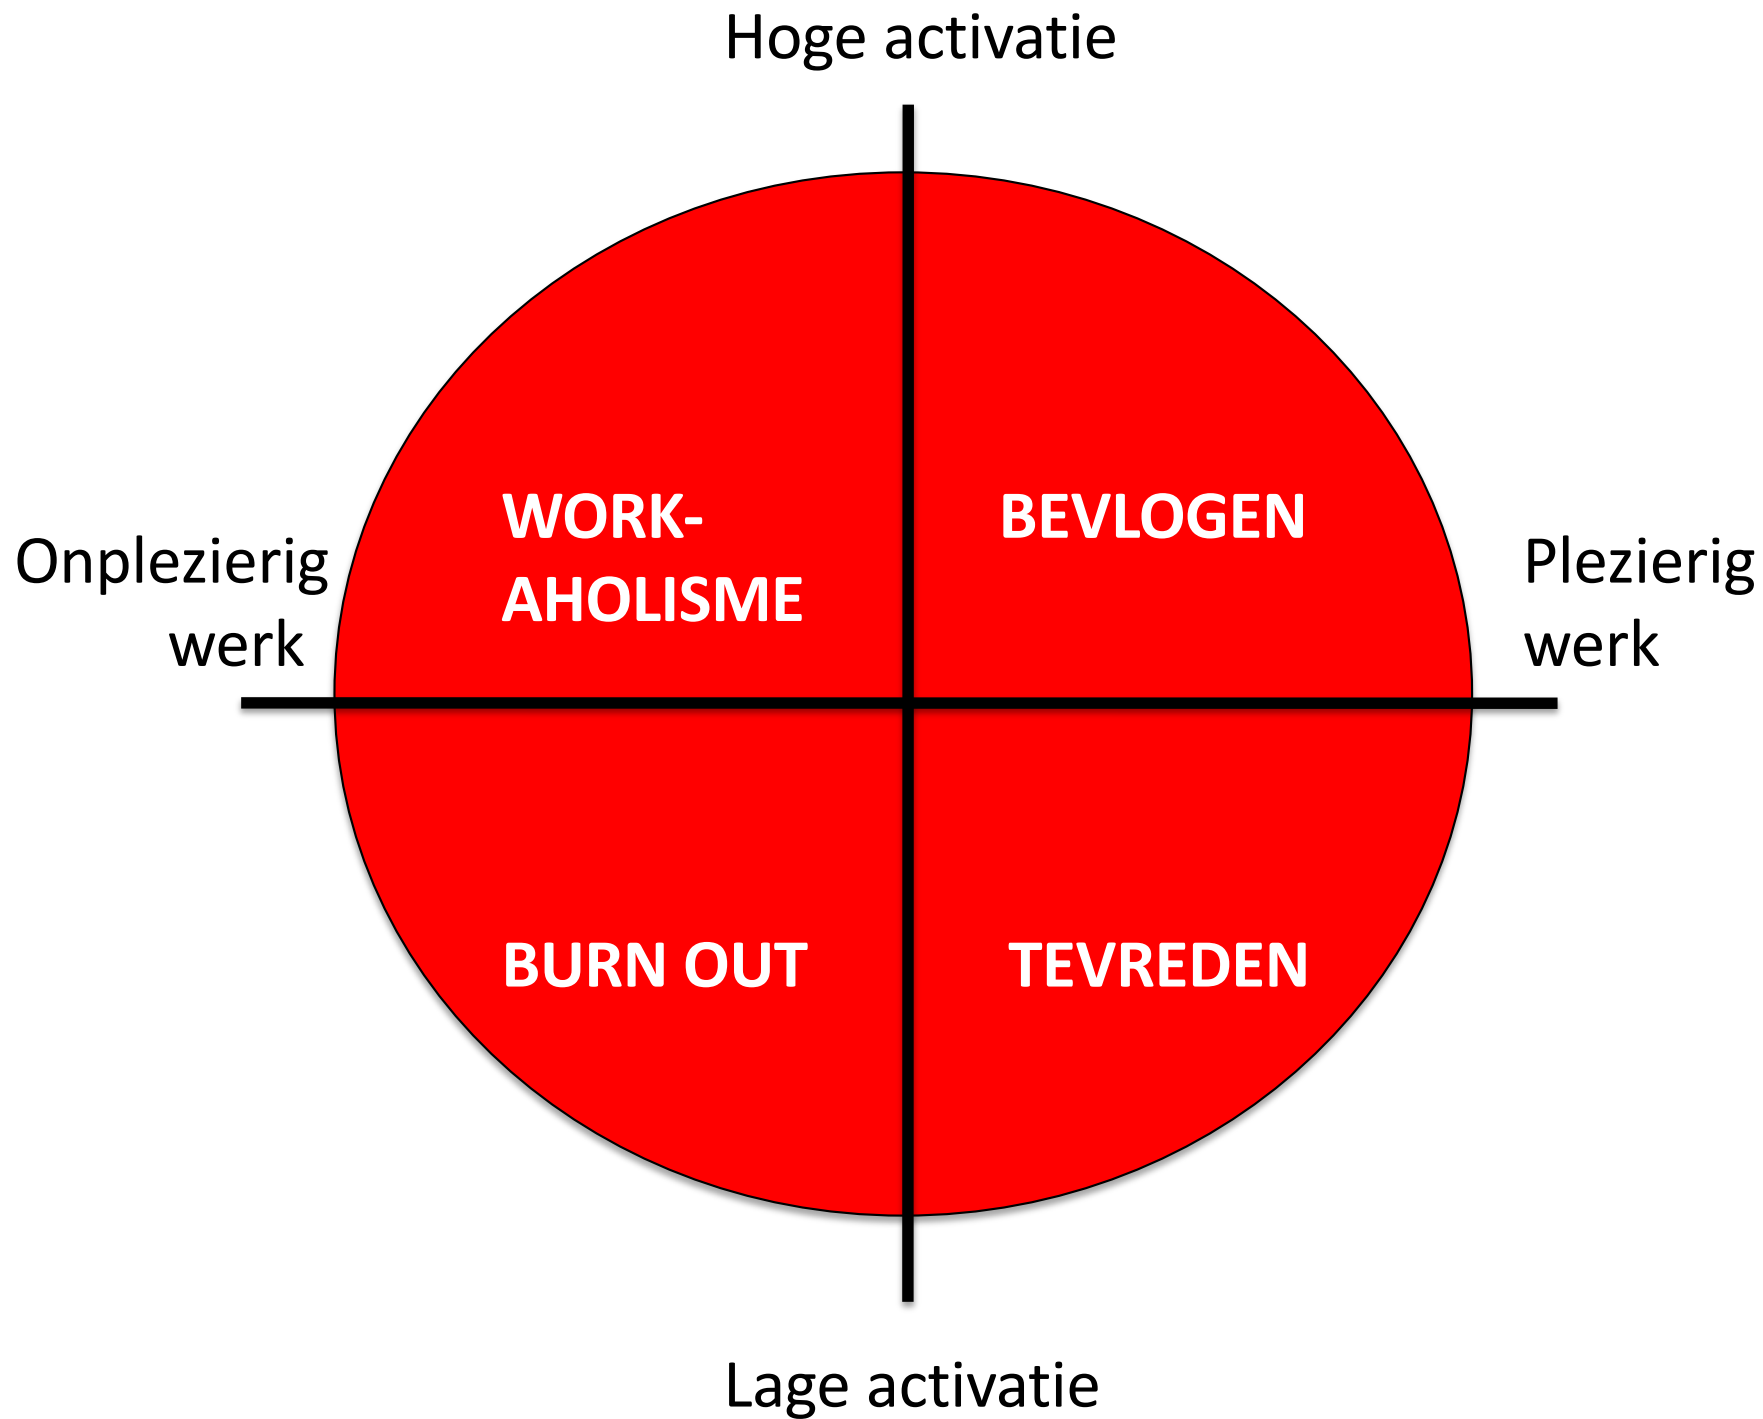 Hoge activatie
WORK-
AHOLISME
BEVLOGEN
Onplezierig
werk
Plezierig
werk
BURN OUT
TEVREDEN
Lage activatie